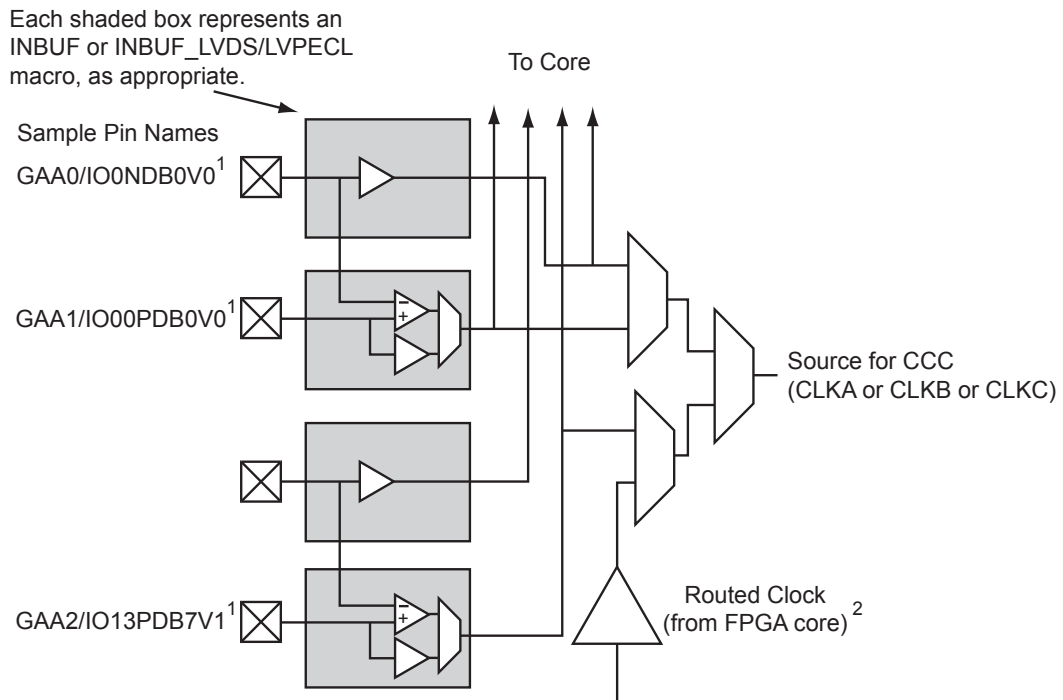 Each shaded box represents an
INBUF or INBUF_LVDS/LVPECL
macro, as appropriate.
To Core
Sample Pin Names
GAA0/IO0NDB0V0¹
−
+
GAA1/IO00PDB0V0¹
Source for CCC
(CLKA or CLKB or CLKC)
−
+
GAA2/IO13PDB7V1¹
Routed Clock
(from FPGA core)²